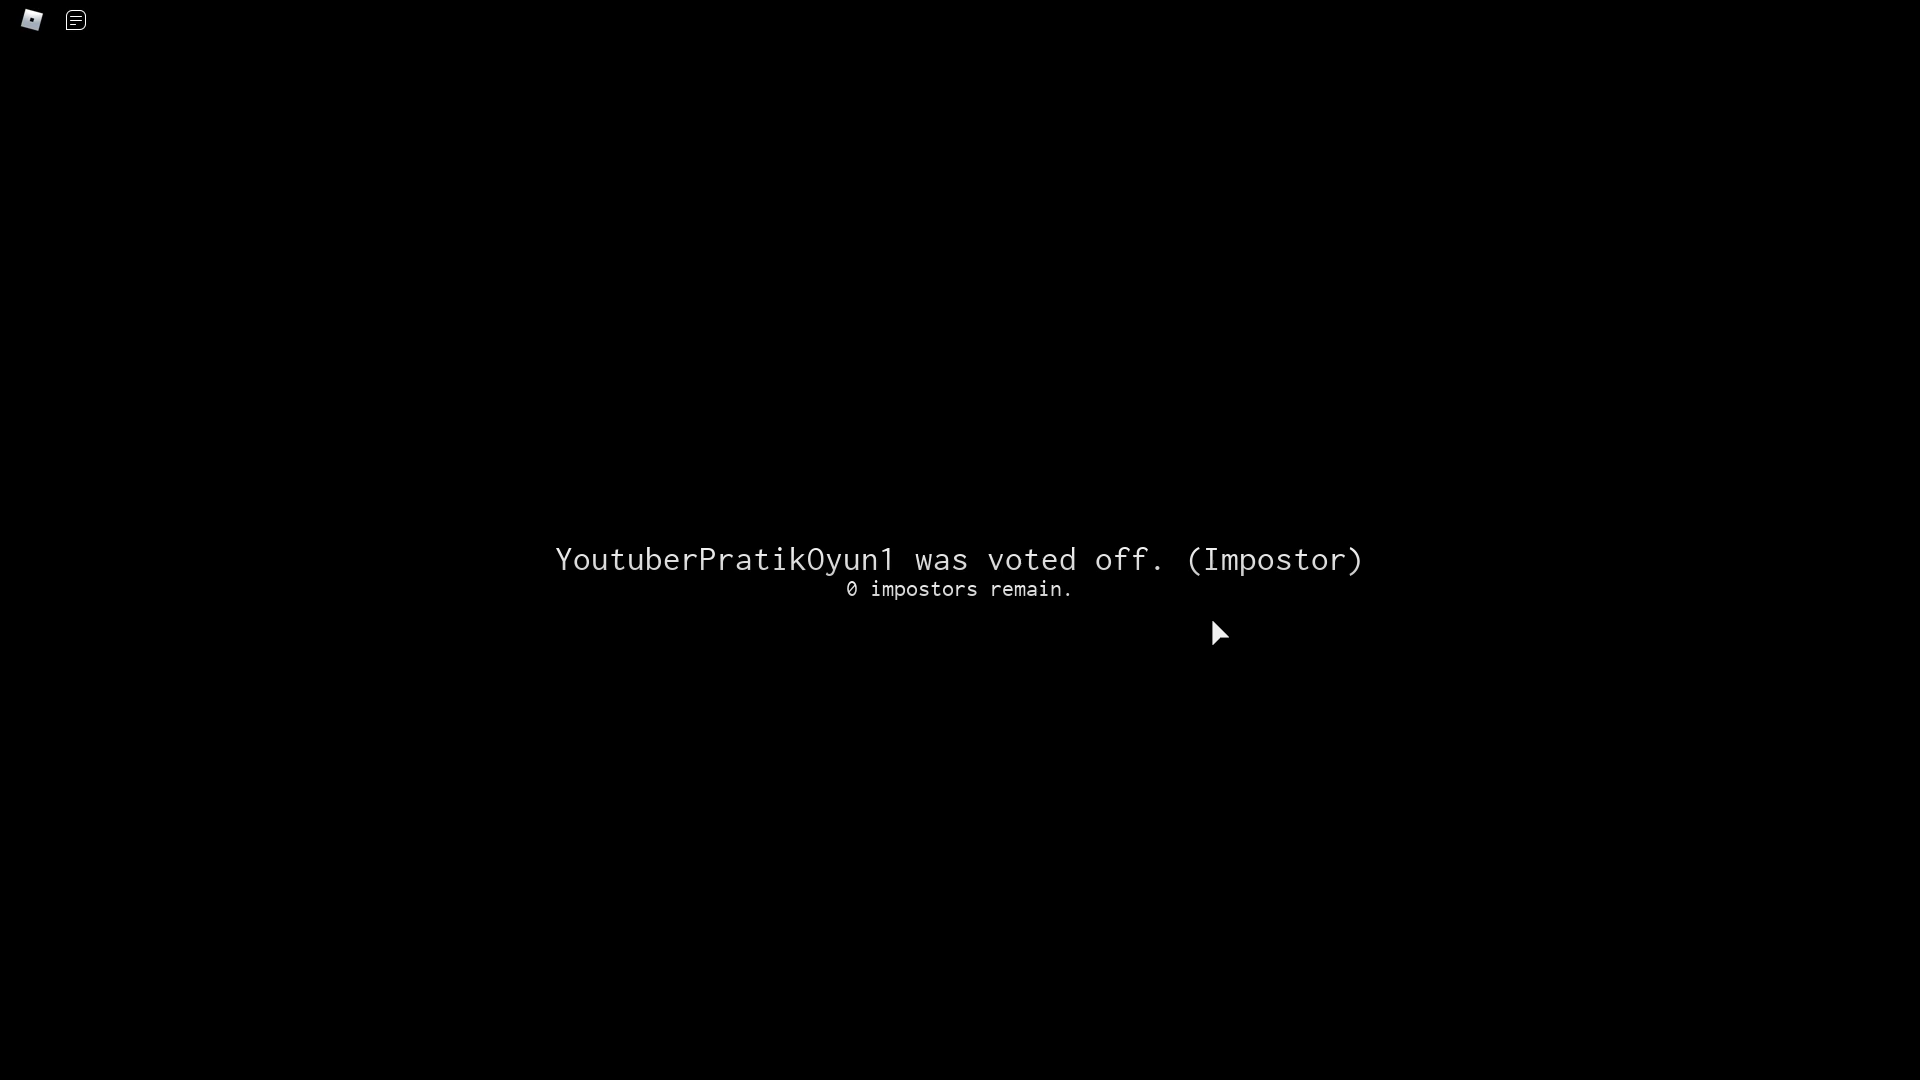 YoutuberPratikOyun1 was voted off. (Impostor)
0 impostors remain.